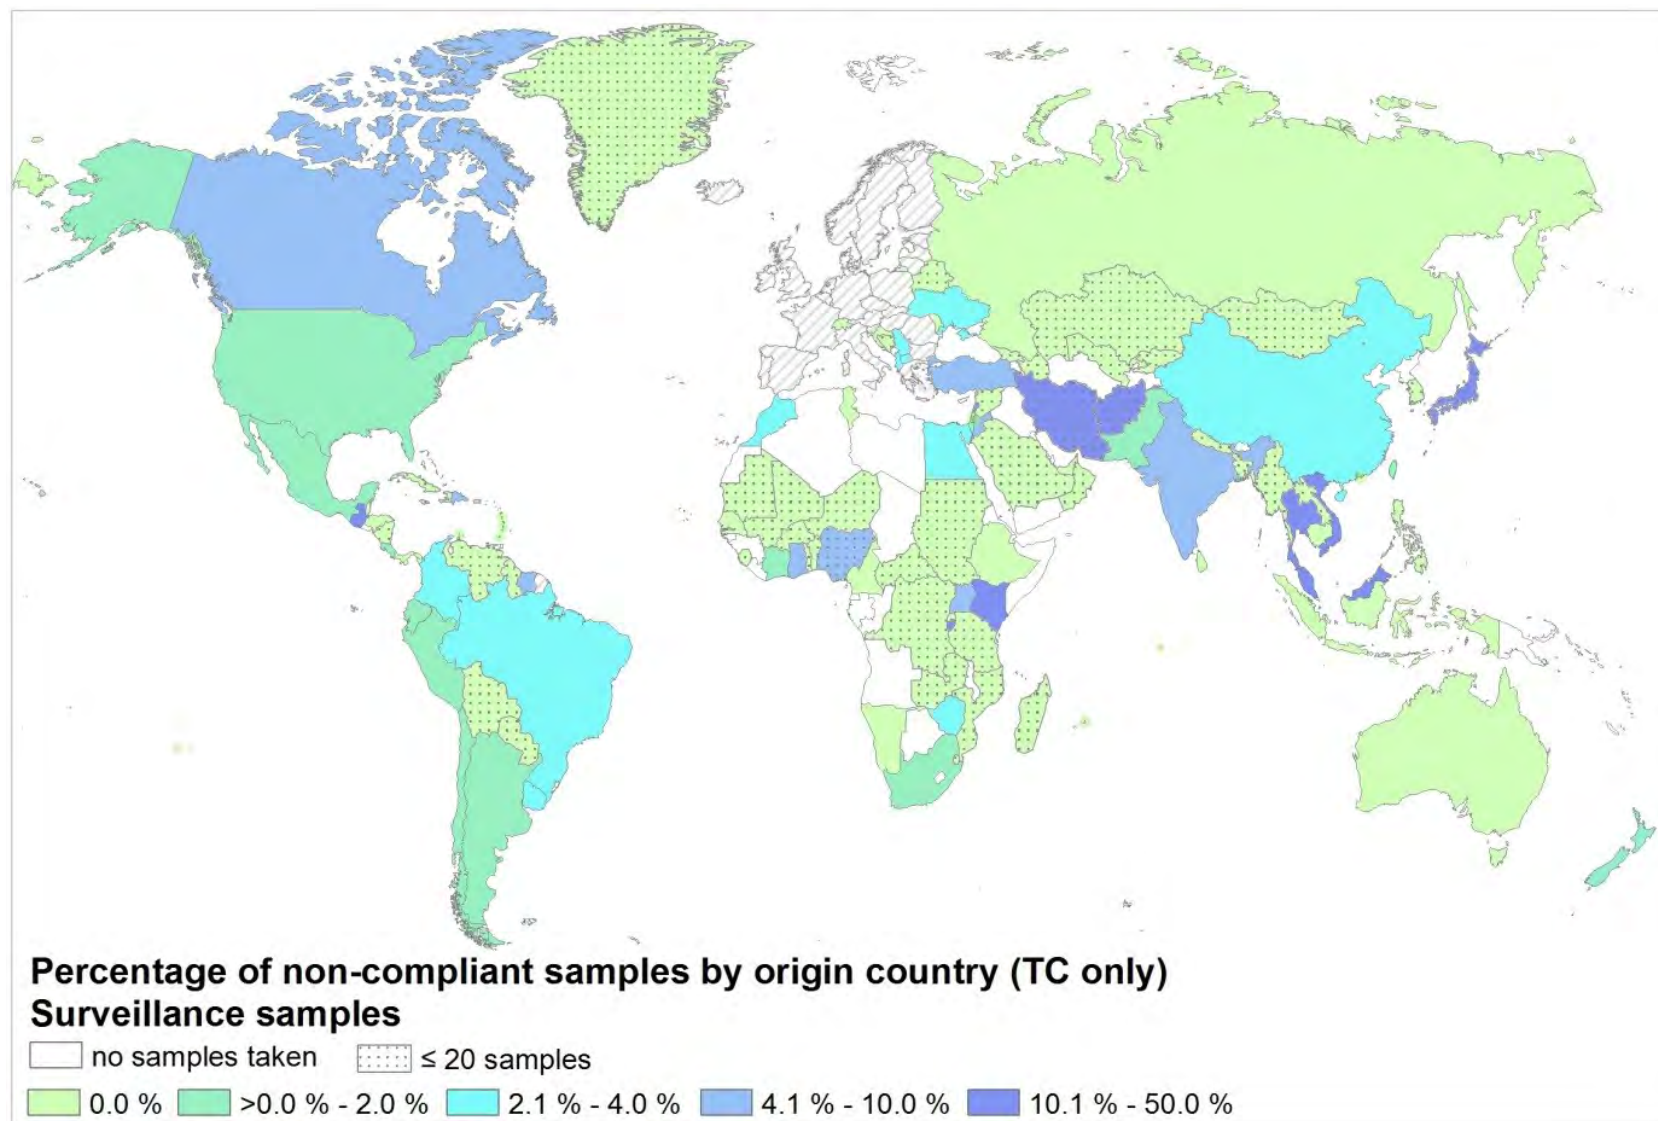 Percentage of non-compliant samples by origin country (TC only)
Surveillance samples
no samples taken ≤ 20 samples
0.0 % >0.0 % - 2.0 % 2.1 % - 4.0 % 4.1 % - 10.0 % 10.1 % - 50.0 %